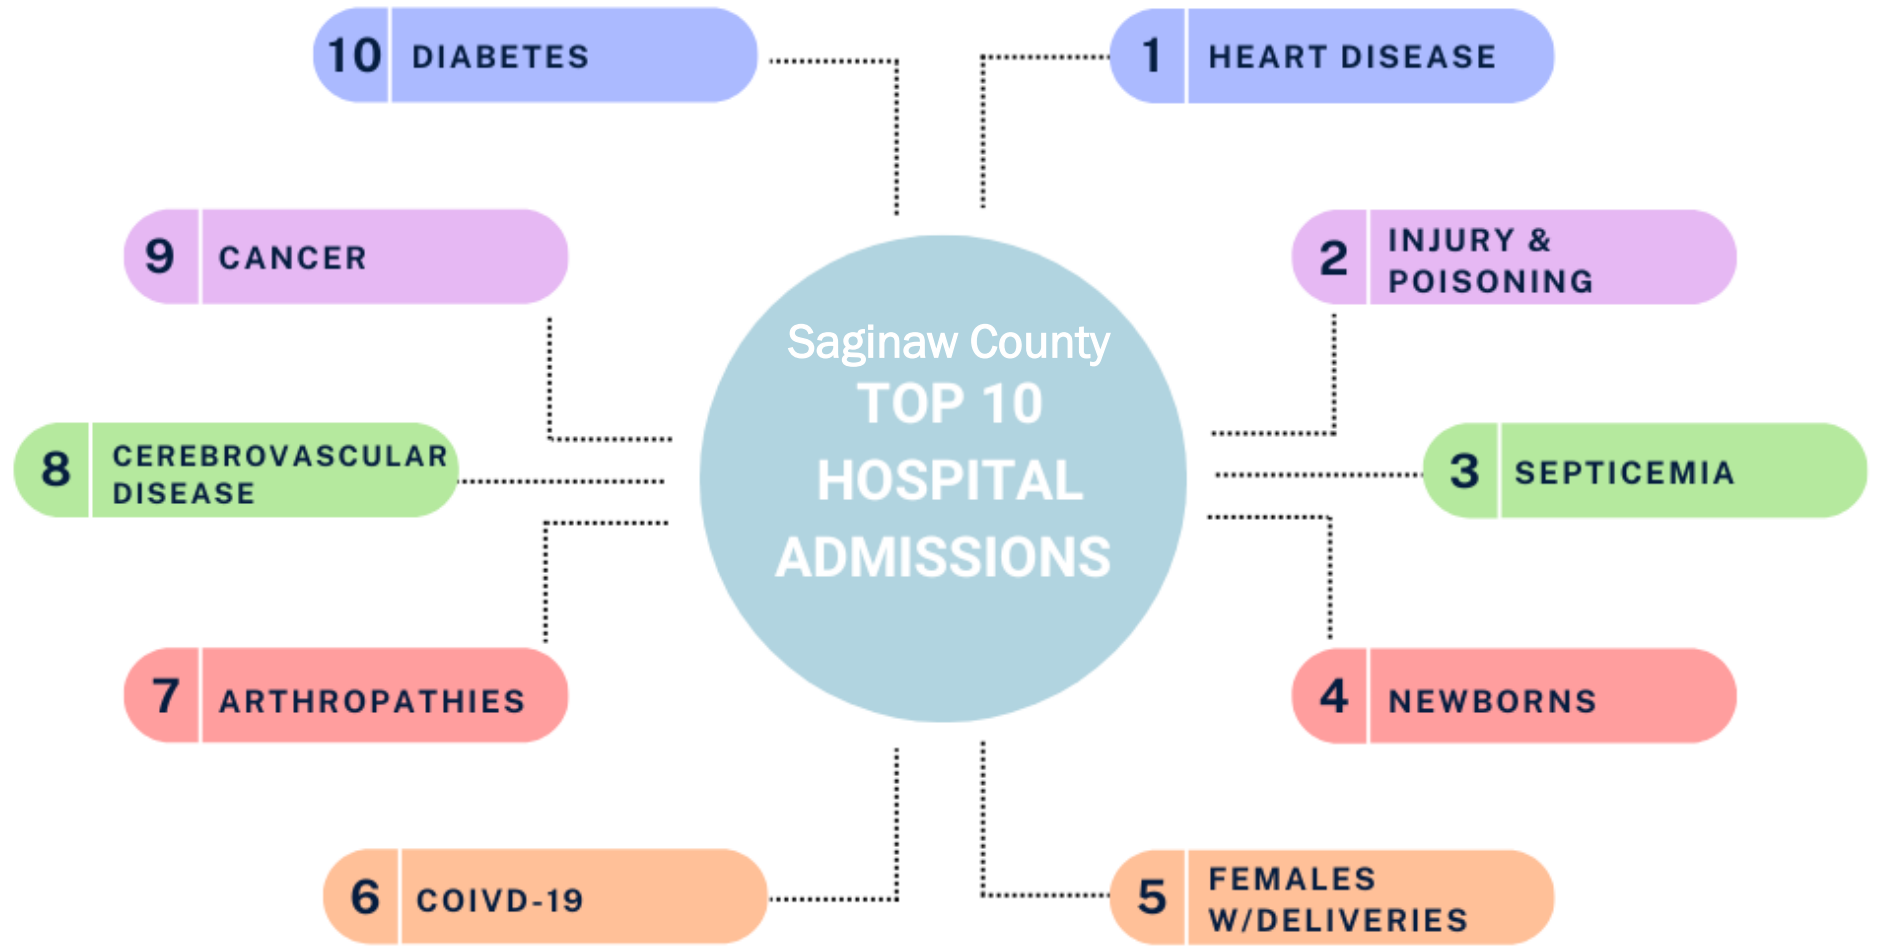 10 DIABETES
1 HEART DISEASE
9 CANCER
2 INJURY &
POISONING
Saginaw County
TOP 10
HOSPITAL
ADMISSIONS
8 CEREBROVASCULAR
DISEASE
3 SEPTICEMIA
7 ARTHROPATHIES
4 NEWBORNS
6 COIVD-19
5 FEMALES
W/DELIVERIES